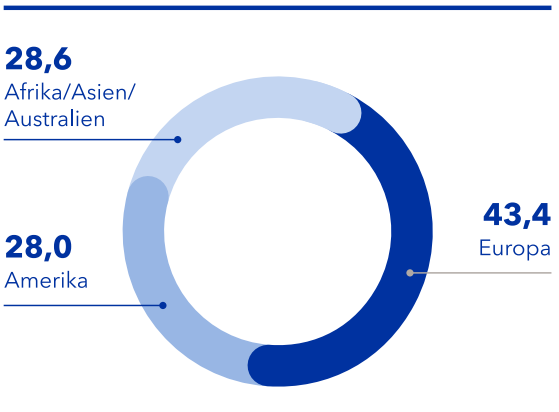 28,6
Afrika/Asien/
Australien
28,0
Amerika
43,4
Europa